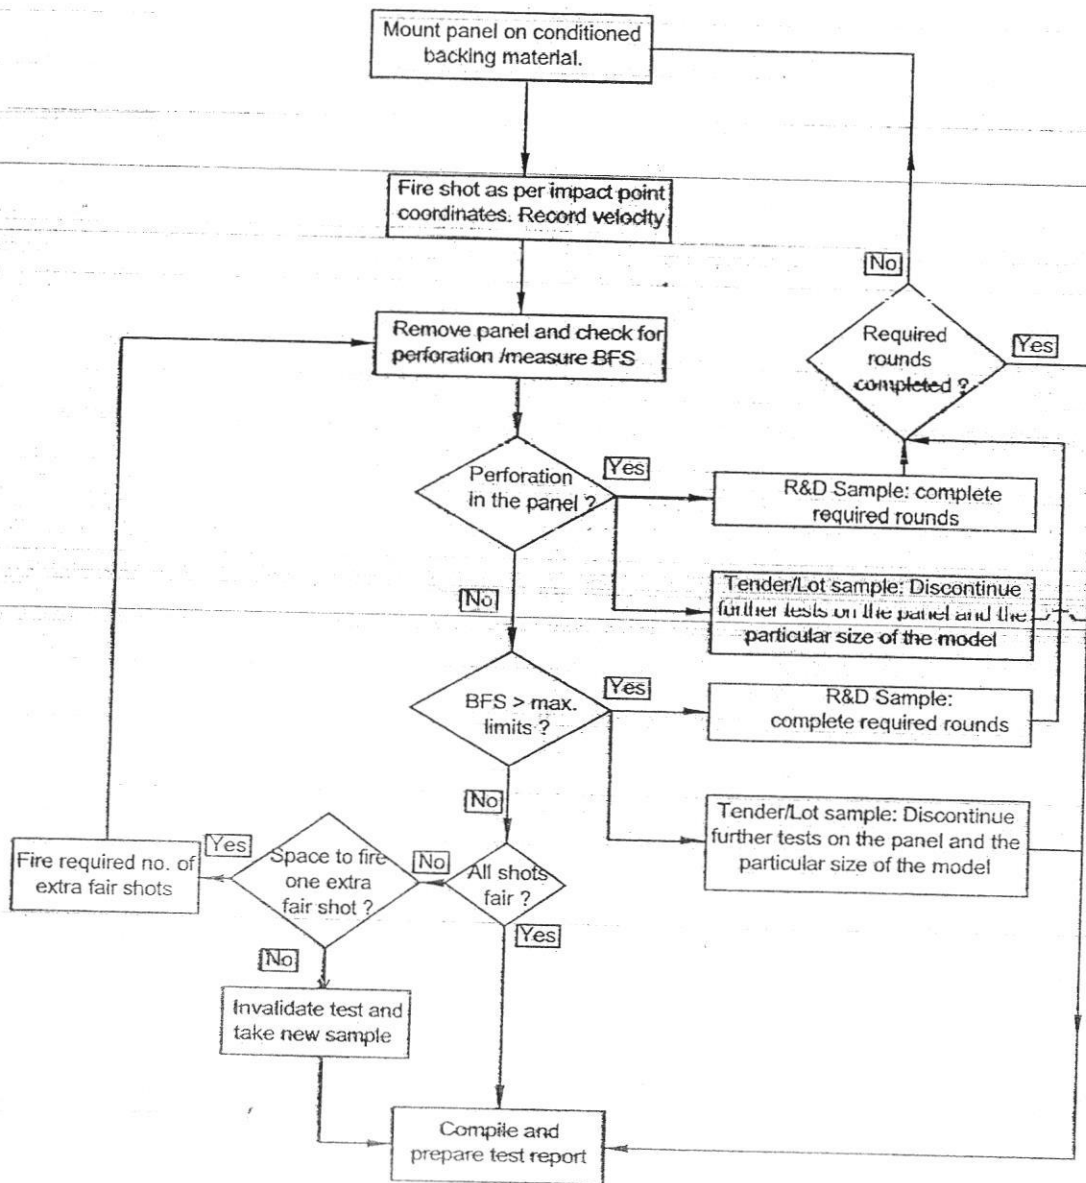 Mount panel on conditioned
backing material.
Fire shot as per impact point
coordinates. Record velocity
No
Remove panel and check for
perforation /measure BFS
Required
rounds
completed ?
Yes
Perforation
in the panel ?
Yes
R&D Sample: complete
required rounds
No
Tender/Lot sample: Discontinue
further tests on the panel and the
particular size of the model
BFS > max.
limits ?
Yes
R&D Sample:
complete required rounds
No
Tender/Lot sample: Discontinue
further tests on the panel and the
particular size of the model
Fire required no. of
extra fair shots
Yes
Space to fire
one extra
fair shot ?
No
All shots
fair ?
Yes
No
Invalidate test and
take new sample
Compile and
prepare test report